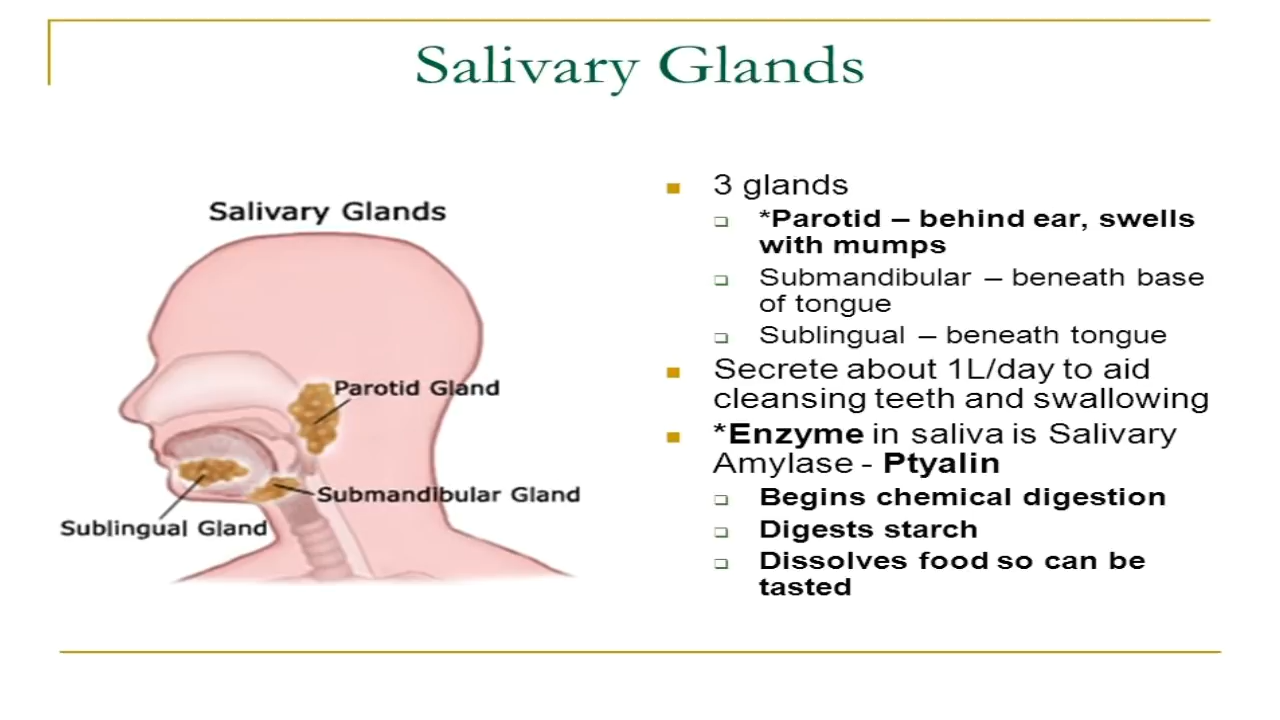 Salivary Glands
Salivary Glands
Parotid Gland
Submandibular Gland
Sublingual Gland
3 glands
*Parotid – behind ear, swells
with mumps
Submandibular – beneath base
of tongue
Sublingual – beneath tongue
Secrete about 1L/day to aid
cleansing teeth and swallowing
*Enzyme in saliva is Salivary
Amylase - Ptyalin
Begins chemical digestion
Digests starch
Dissolves food so can be
tasted